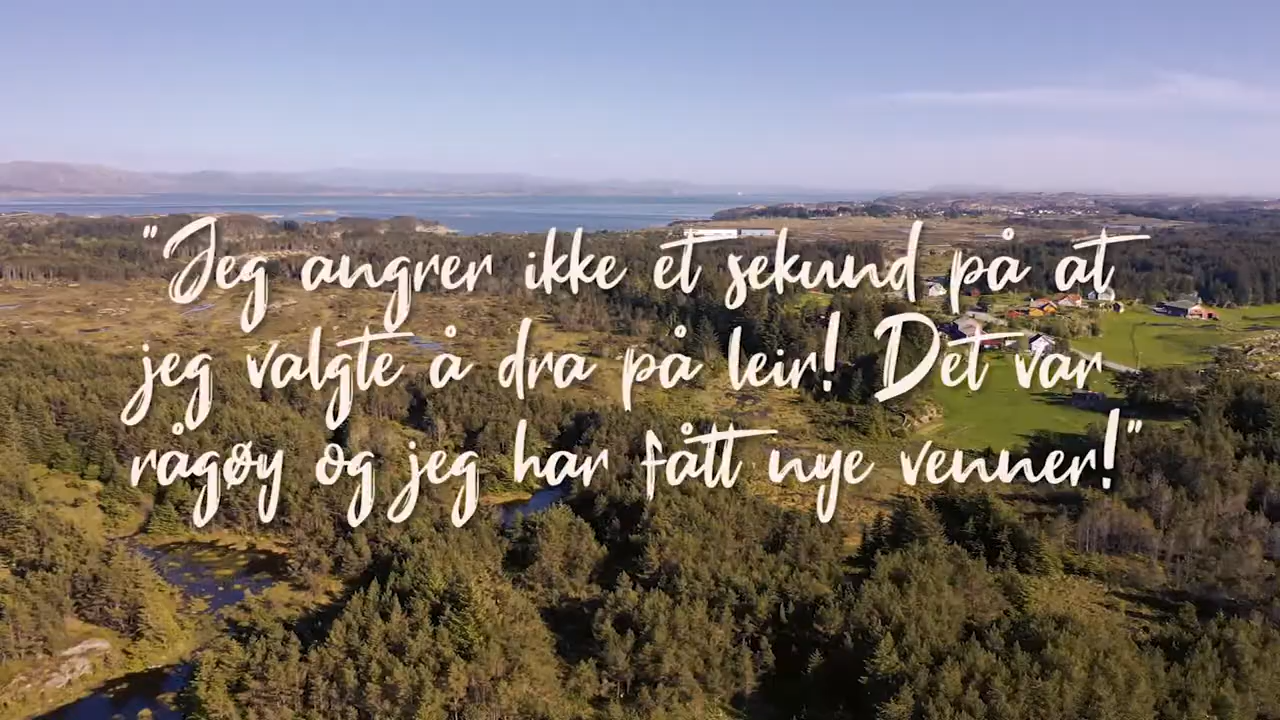 "Jeg angrer ikke et sekund på at
jeg valgte å dra på leir! Det var
rågøy og jeg har fått nye venner!"